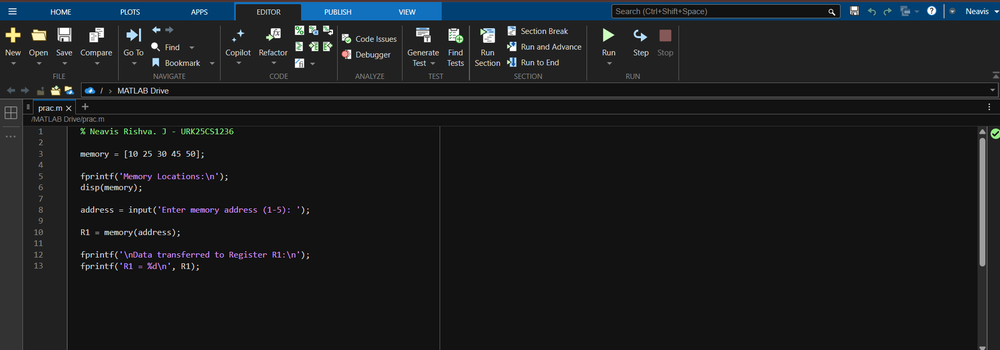 HOME PLOTS APPS EDITOR PUBLISH VIEW Search (Ctrl+Shift+Space) ? Neavis
New Open Save Compare
FILE
Go To Find Bookmark
NAVIGATE
Copilot Refactor fx % % % fi
CODE
Code Issues
Debugger
ANALYZE
Generate Test Find Tests
TEST
Run Section
Section Break
Run and Advance
Run to End
SECTION
Run Step Stop
RUN
/ › MATLAB Drive
prac.m × +
/MATLAB Drive/prac.m
1 % Neavis Rishva. J - URK25CS1236
2
3 memory = [10 25 30 45 50];
4
5 fprintf('Memory Locations:\n');
6 disp(memory);
7
8 address = input('Enter memory address (1-5): ');
9
10 R1 = memory(address);
11
12 fprintf('\nData transferred to Register R1:\n');
13 fprintf('R1 = %d\n', R1);